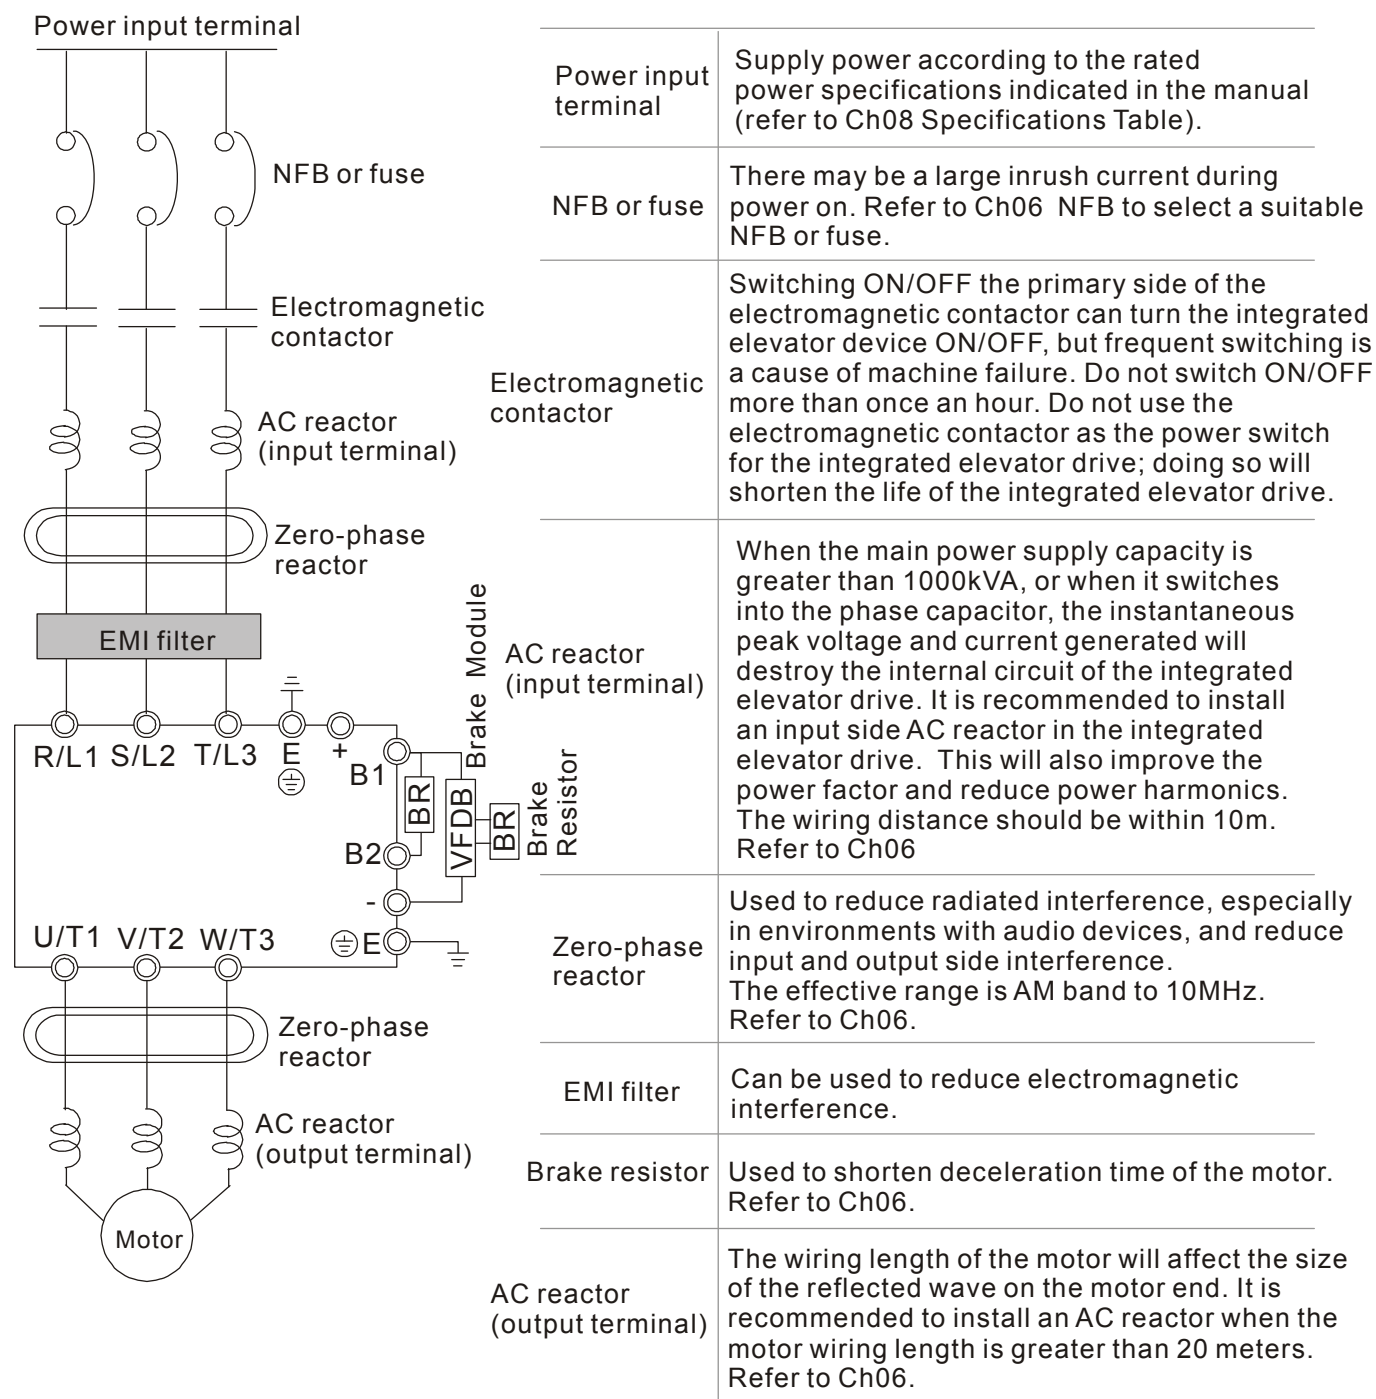 Power input terminal
NFB or fuse
Electromagnetic
contactor
AC reactor
(input terminal)
Zero-phase
reactor
EMI filter
R/L1 S/L2 T/L3 E +
B1
BR
VFDB
BR
Brake Module
Brake
Resistor
B2
-
U/T1 V/T2 W/T3 E
Zero-phase
reactor
AC reactor
(output terminal)
Motor
Power input
terminal
Supply power according to the rated
power specifications indicated in the manual
(refer to Ch08 Specifications Table).
NFB or fuse
There may be a large inrush current during
power on. Refer to Ch06 NFB to select a suitable
NFB or fuse.
Electromagnetic
contactor
Switching ON/OFF the primary side of the
electromagnetic contactor can turn the integrated
elevator device ON/OFF, but frequent switching is
a cause of machine failure. Do not switch ON/OFF
more than once an hour. Do not use the
electromagnetic contactor as the power switch
for the integrated elevator drive; doing so will
shorten the life of the integrated elevator drive.
AC reactor
(input terminal)
When the main power supply capacity is
greater than 1000kVA, or when it switches
into the phase capacitor, the instantaneous
peak voltage and current generated will
destroy the internal circuit of the integrated
elevator drive. It is recommended to install
an input side AC reactor in the integrated
elevator drive. This will also improve the
power factor and reduce power harmonics.
The wiring distance should be within 10m.
Refer to Ch06
Zero-phase
reactor
Used to reduce radiated interference, especially
in environments with audio devices, and reduce
input and output side interference.
The effective range is AM band to 10MHz.
Refer to Ch06.
EMI filter
Can be used to reduce electromagnetic
interference.
Brake resistor
Used to shorten deceleration time of the motor.
Refer to Ch06.
AC reactor
(output terminal)
The wiring length of the motor will affect the size
of the reflected wave on the motor end. It is
recommended to install an AC reactor when the
motor wiring length is greater than 20 meters.
Refer to Ch06.